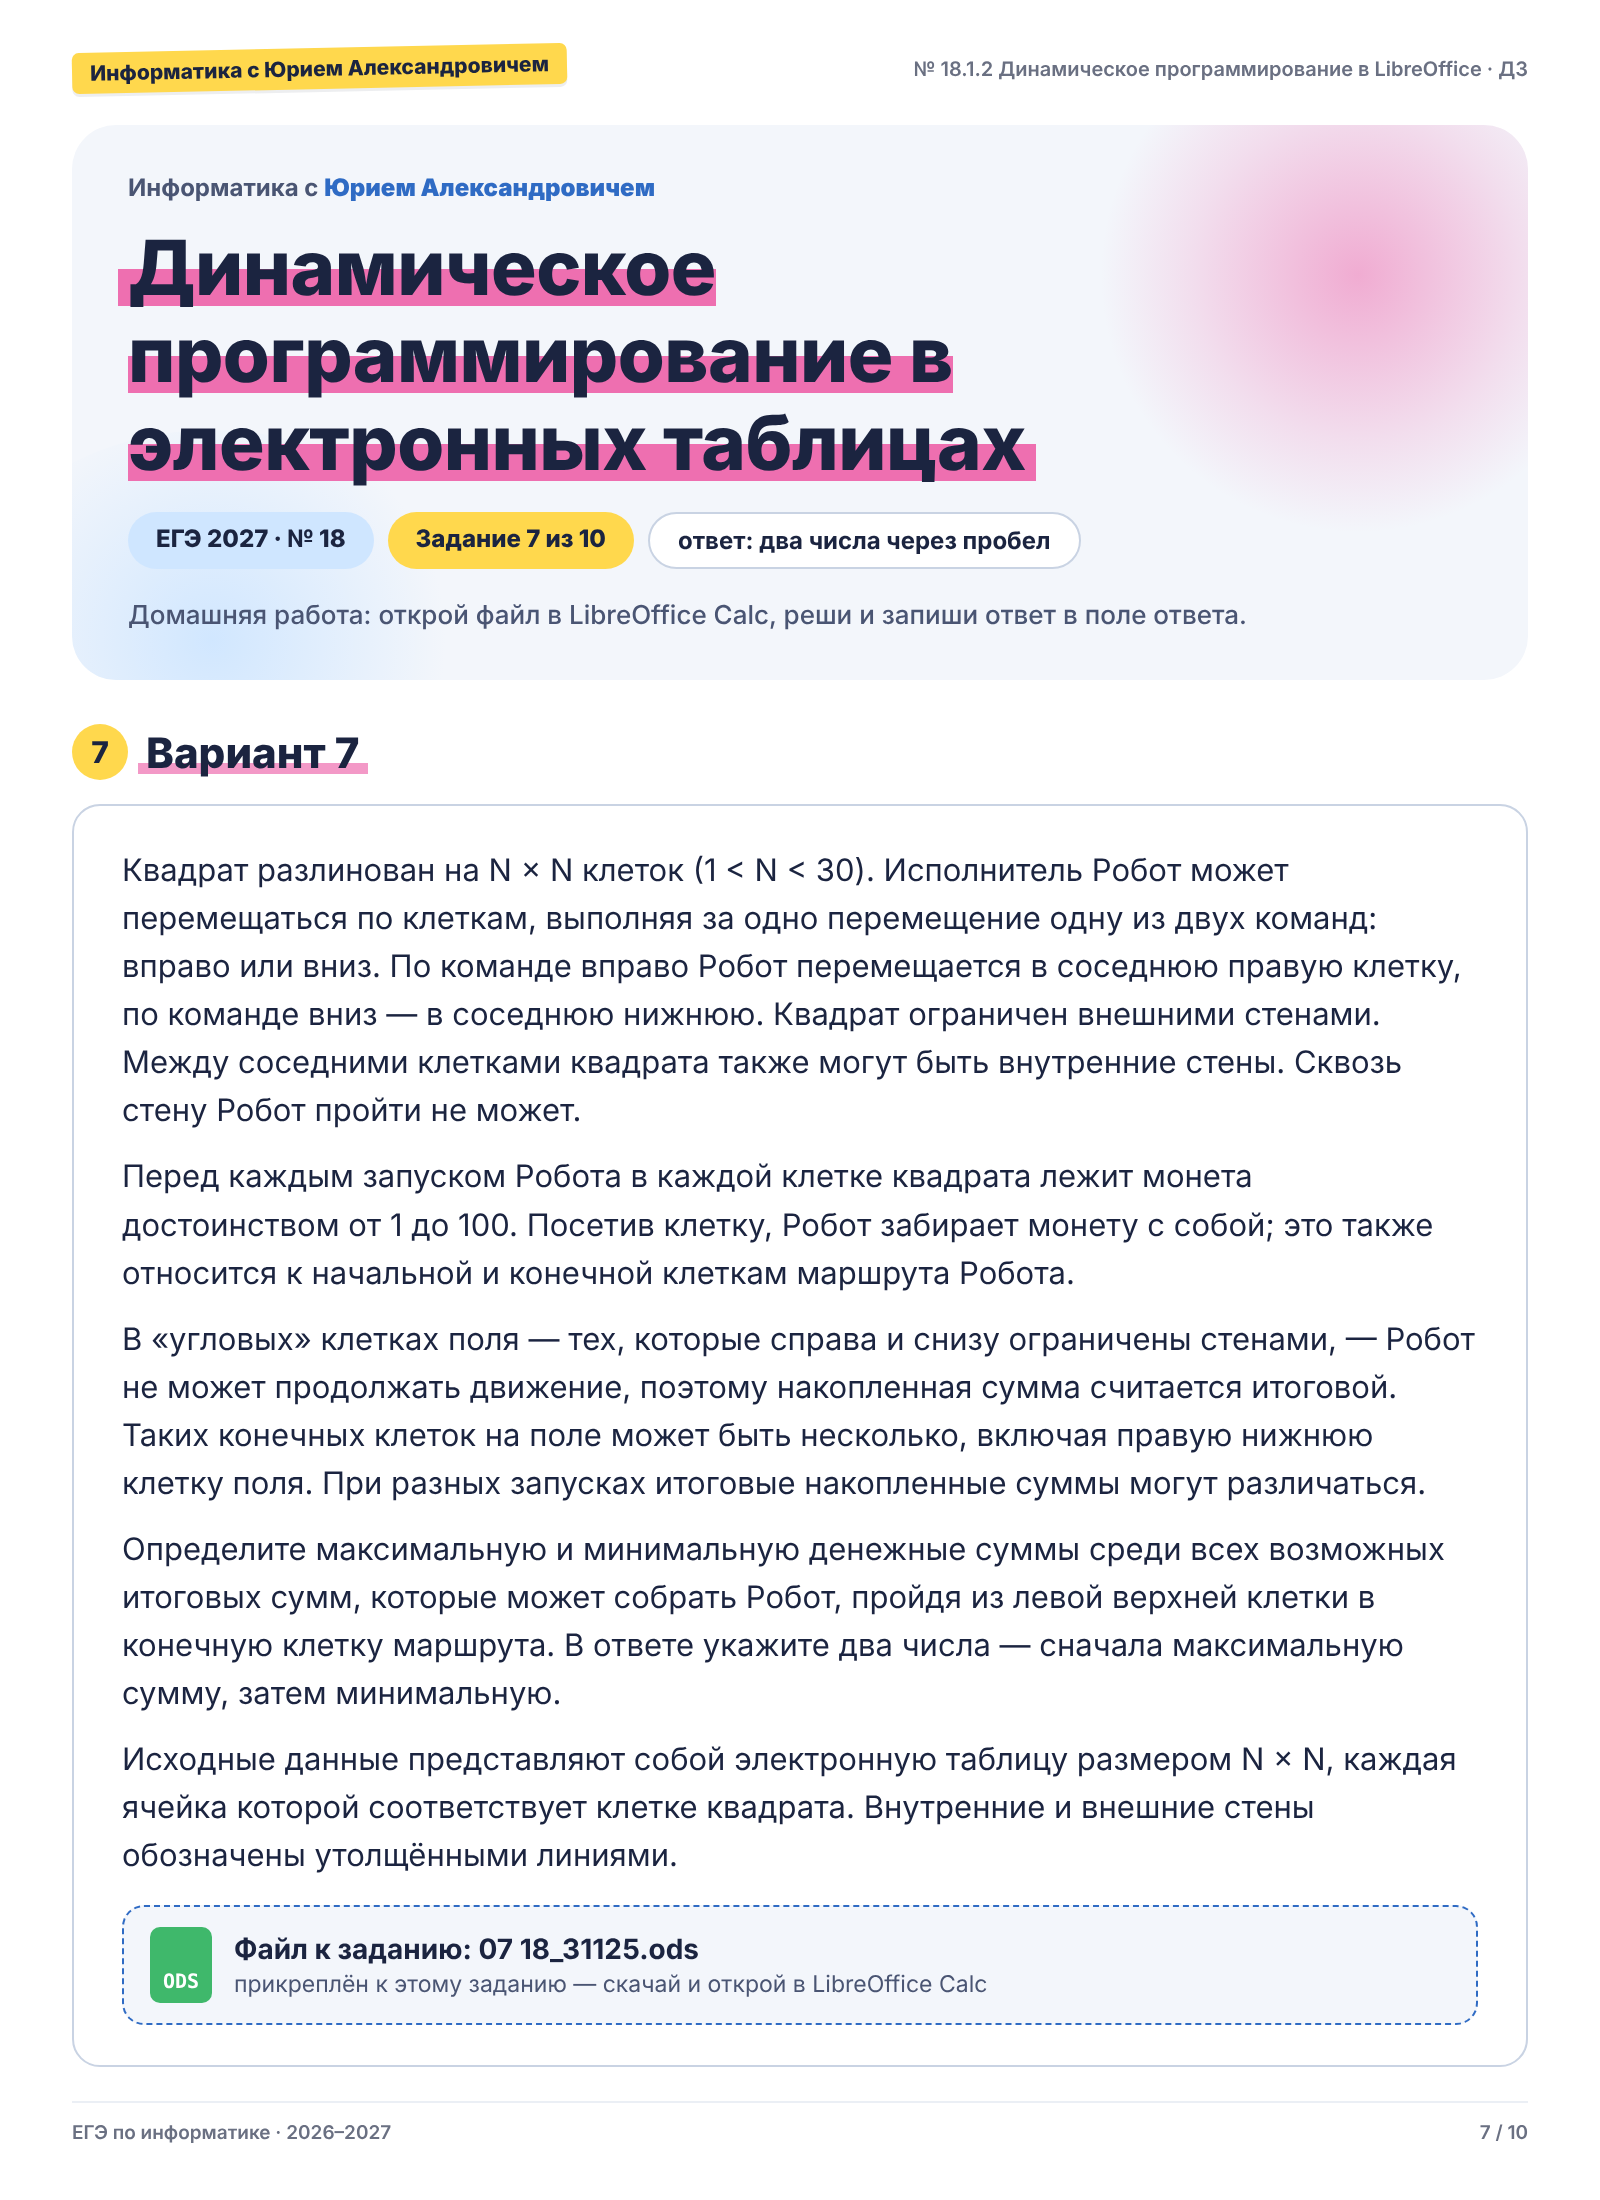 Информатика с Юрием Александровичем
№ 18.1.2 Динамическое программирование в LibreOffice · ДЗ
Информатика с Юрием Александровичем
Динамическое
программирование в
электронных таблицах
ЕГЭ 2027 · № 18
Задание 7 из 10
ответ: два числа через пробел
Домашняя работа: открой файл в LibreOffice Calc, реши и запиши ответ в поле ответа.
7 Вариант 7
Квадрат разлинован на N × N клеток (1 < N < 30). Исполнитель Робот может
перемещаться по клеткам, выполняя за одно перемещение одну из двух команд:
вправо или вниз. По команде вправо Робот перемещается в соседнюю правую клетку,
по команде вниз — в соседнюю нижнюю. Квадрат ограничен внешними стенами.
Между соседними клетками квадрата также могут быть внутренние стены. Сквозь
стену Робот пройти не может.
Перед каждым запуском Робота в каждой клетке квадрата лежит монета
достоинством от 1 до 100. Посетив клетку, Робот забирает монету с собой; это также
относится к начальной и конечной клеткам маршрута Робота.
В «угловых» клетках поля — тех, которые справа и снизу ограничены стенами, — Робот
не может продолжать движение, поэтому накопленная сумма считается итоговой.
Таких конечных клеток на поле может быть несколько, включая правую нижнюю
клетку поля. При разных запусках итоговые накопленные суммы могут различаться.
Определите максимальную и минимальную денежные суммы среди всех возможных
итоговых сумм, которые может собрать Робот, пройдя из левой верхней клетки в
конечную клетку маршрута. В ответе укажите два числа — сначала максимальную
сумму, затем минимальную.
Исходные данные представляют собой электронную таблицу размером N × N, каждая
ячейка которой соответствует клетке квадрата. Внутренние и внешние стены
обозначены утолщёнными линиями.
ODS
Файл к заданию: 07 18_31125.ods
прикреплён к этому заданию — скачай и открой в LibreOffice Calc
ЕГЭ по информатике · 2026–2027
7 / 10